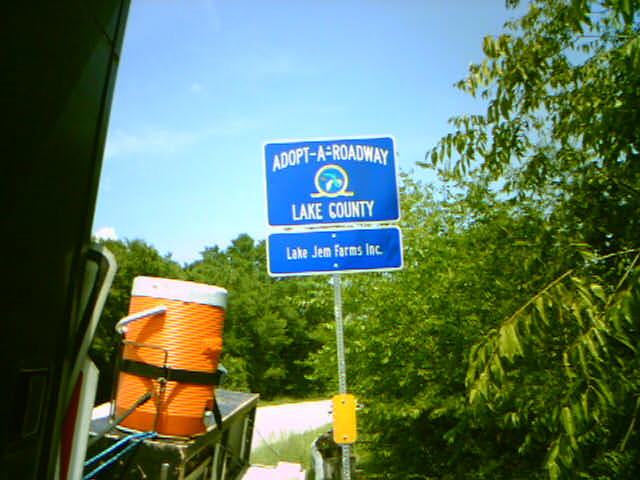 ADOPT-A-ROADWAY
LAKE COUNTY
Lake Jem Farms Inc.